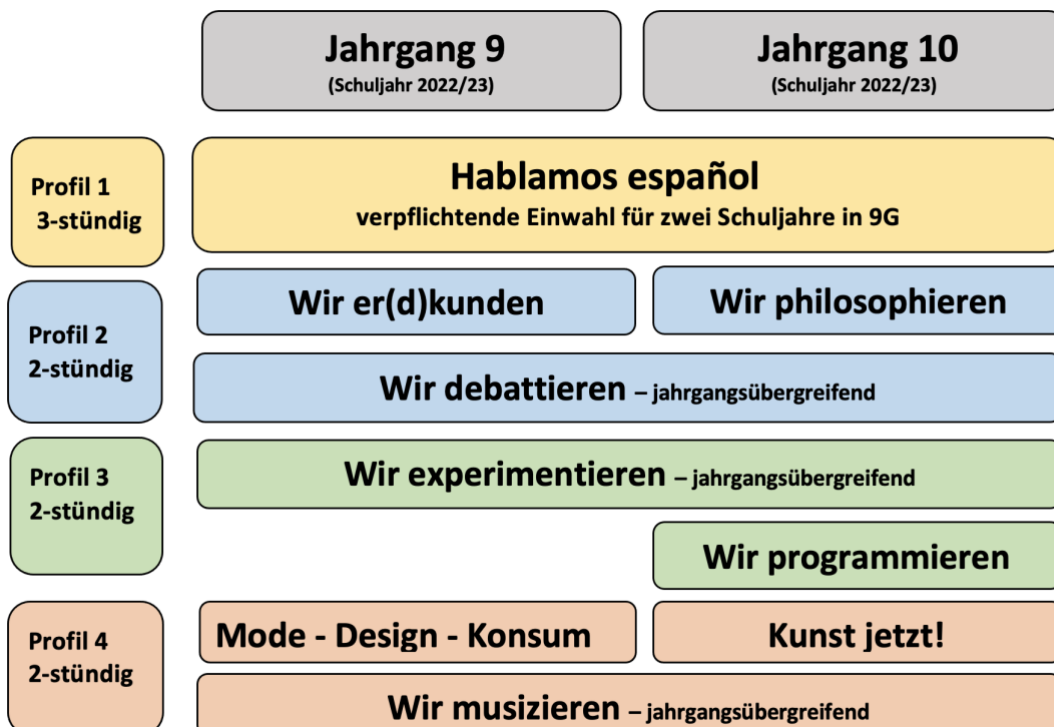 Jahrgang 9
(Schuljahr 2022/23)
Jahrgang 10
(Schuljahr 2022/23)
Profil 1
3-stündig
Hablamos español
verpflichtende Einwahl für zwei Schuljahre in 9G
Profil 2
2-stündig
Wir er(d)kunden
Wir philosophieren
Wir debattieren – jahrgangsübergreifend
Profil 3
2-stündig
Wir experimentieren – jahrgangsübergreifend
Wir programmieren
Profil 4
2-stündig
Mode - Design - Konsum
Kunst jetzt!
Wir musizieren – jahrgangsübergreifend